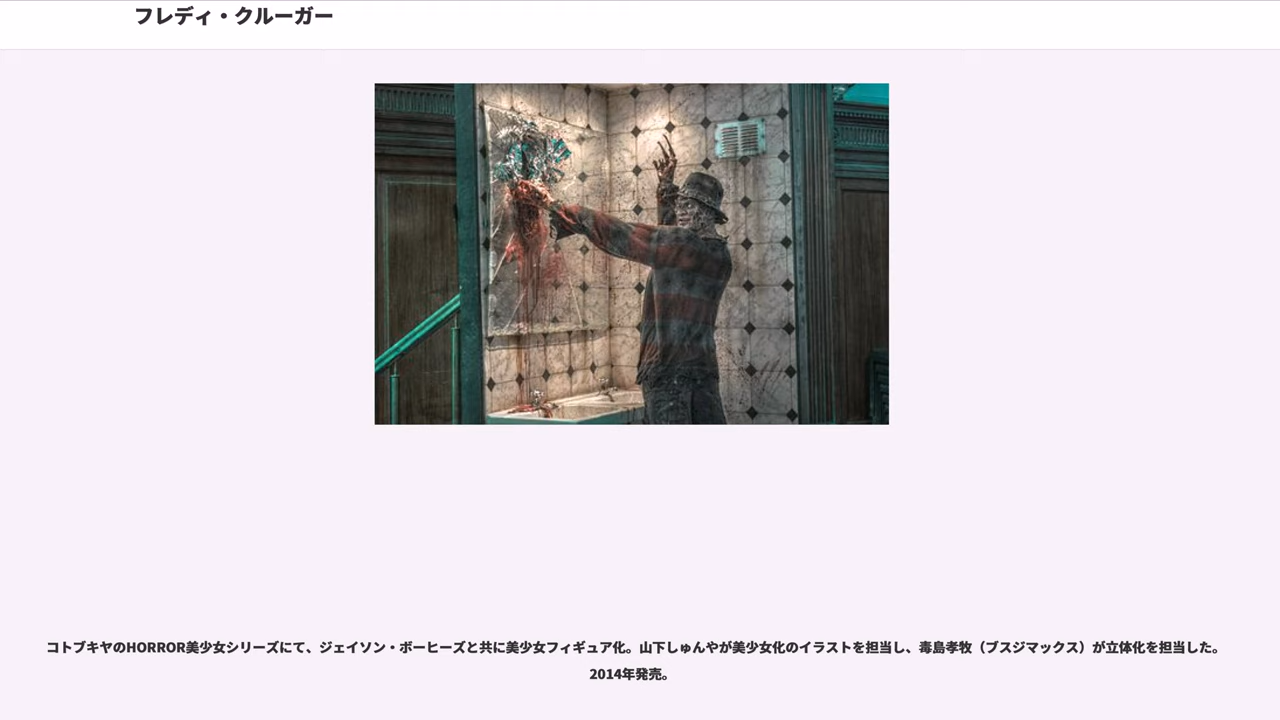 フレディ・クルーガー
コトブキヤのHORROR美少女シリーズにて、ジェイソン・ボーヒーズと共に美少女フィギュア化。山下しゅんやが美少女化のイラストを担当し、毒島孝牧（ブスジマックス）が立体化を担当した。
2014年発売。